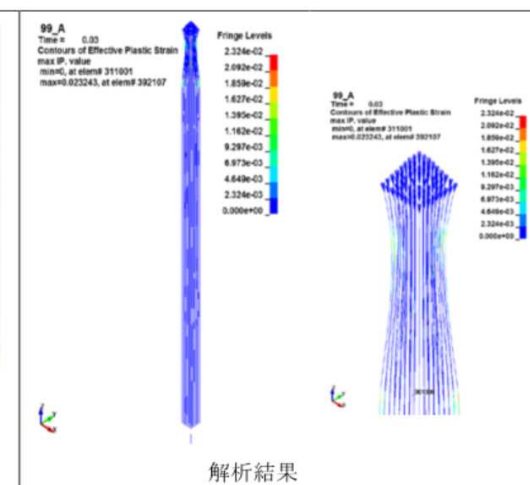 99_A
Time = 0.03
Contours of Effective Plastic Strain
max IP. value
min=0, at elem# 311001
max=0.023243, at elem# 392107
Fringe Levels
2.324e-02
2.092e-02
1.859e-02
1.627e-02
1.395e-02
1.162e-02
9.297e-03
6.973e-03
4.649e-03
2.324e-03
0.000e+00
99_A
Time = 0.03
Contours of Effective Plastic Strain
max IP. value
min=0, at elem# 311001
max=0.023243, at elem# 392107
Fringe Levels
2.324e-02
2.092e-02
1.859e-02
1.627e-02
1.395e-02
1.162e-02
9.297e-03
6.973e-03
4.649e-03
2.324e-03
0.000e+00
解析結果